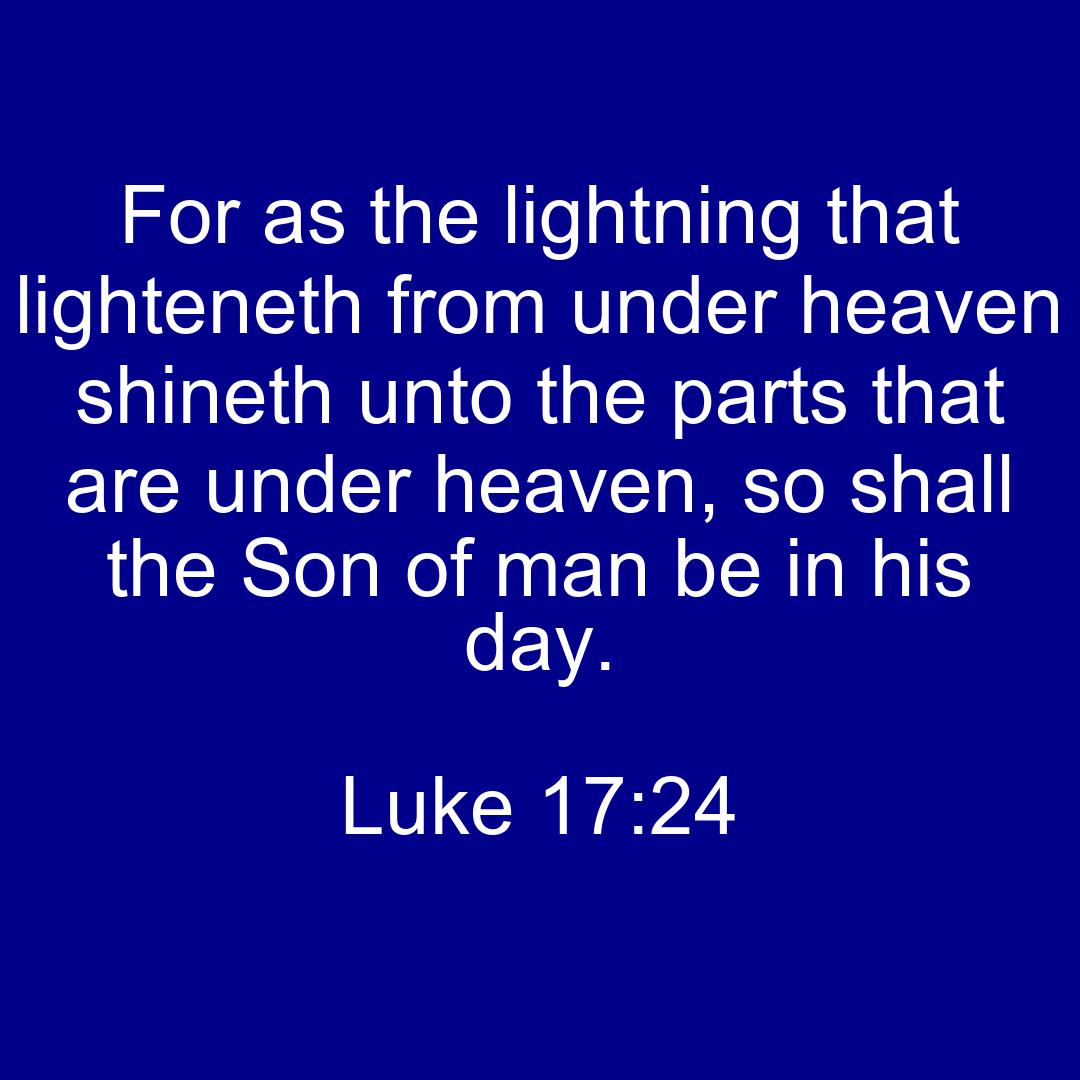 For as the lightning that
lighteneth from under heaven
shineth unto the parts that
are under heaven, so shall
the Son of man be in his
day.
Luke 17:24